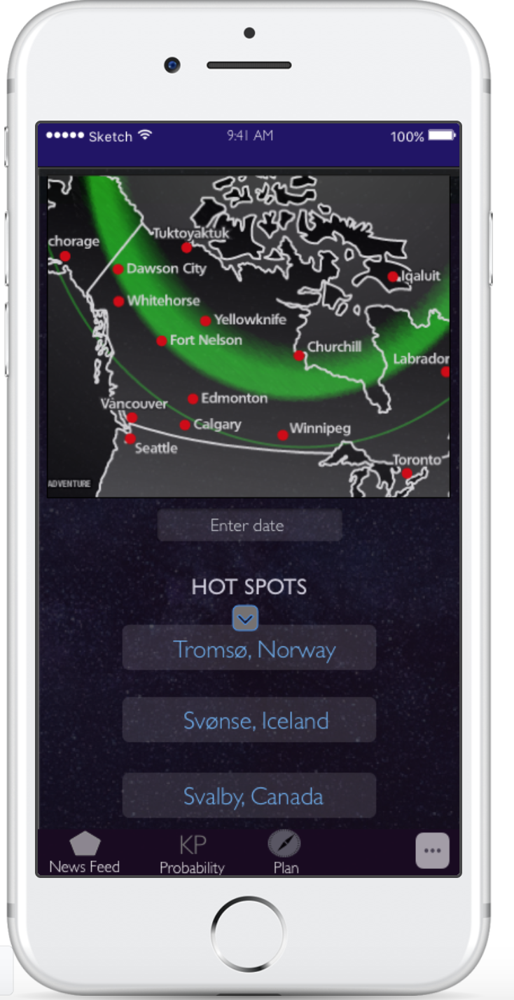 Sketch 9:41 AM 100%
Tuktoyaktuk
chorage
Dawson City
Iqaluit
Whitehorse
Yellowknife
Fort Nelson
Churchill
Labrador
Edmonton
Vancouver
Calgary
Winnipeg
Seattle
Toronto
ADVENTURE
Enter date
HOT SPOTS
Tromsø, Norway
Svønse, Iceland
Svalby, Canada
KP
News Feed Probability Plan